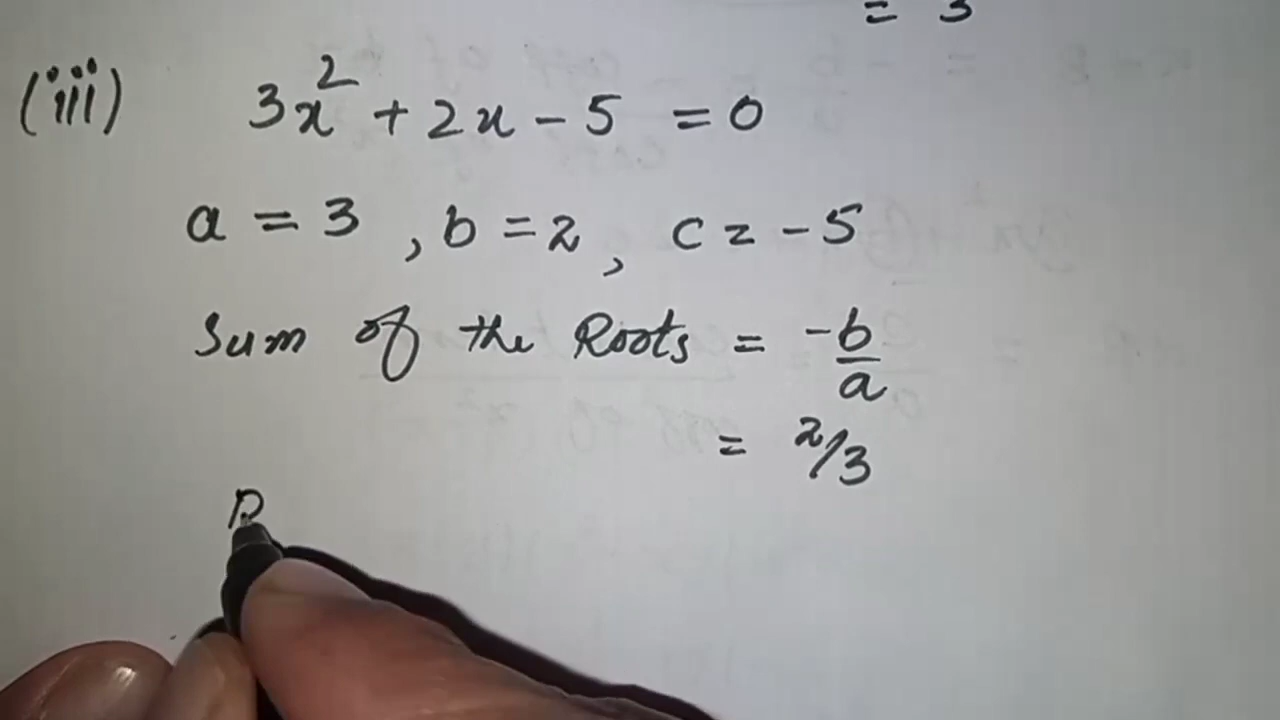 = 3
(iii) 3x² + 2x - 5 = 0
a = 3 , b = 2 , c = -5
Sum of the Roots = -b/a
= 2/3
P